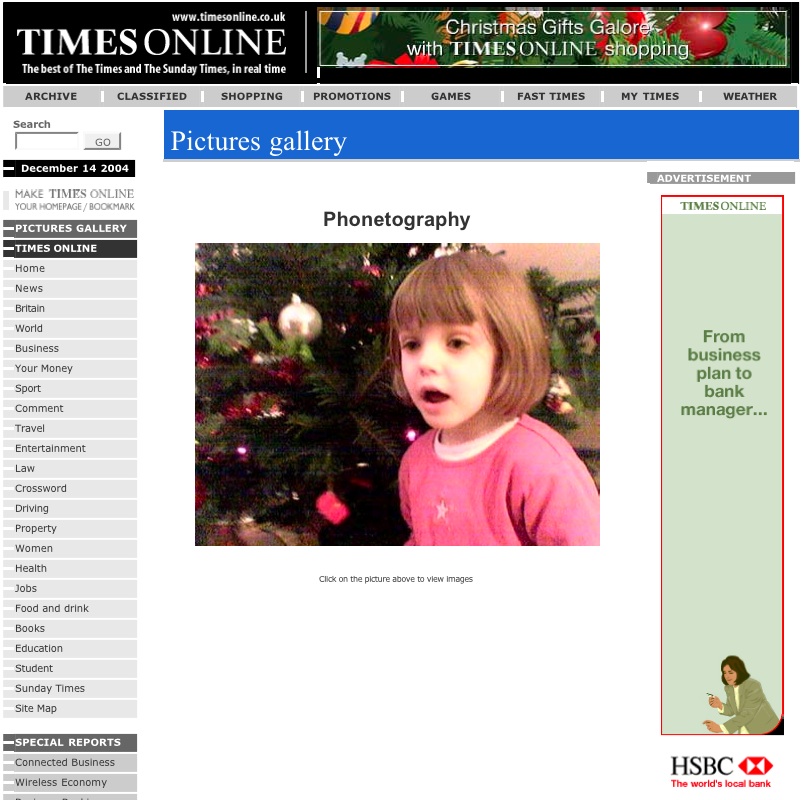 www.timesonline.co.uk
TIMES ONLINE
The best of The Times and The Sunday Times, in real time
Christmas Gifts Galore
with TIMES ONLINE shopping
ARCHIVE CLASSIFIED SHOPPING PROMOTIONS GAMES FAST TIMES MY TIMES WEATHER
Search
GO
December 14 2004
MAKE TIMES ONLINE
YOUR HOMEPAGE / BOOKMARK
PICTURES GALLERY
TIMES ONLINE
Home
News
Britain
World
Business
Your Money
Sport
Comment
Travel
Entertainment
Law
Crossword
Driving
Property
Women
Health
Jobs
Food and drink
Books
Education
Student
Sunday Times
Site Map
SPECIAL REPORTS
Connected Business
Wireless Economy
Pictures gallery
Phonetography
Click on the picture above to view images
ADVERTISEMENT
TIMES ONLINE
From
business
plan to
bank
manager...
HSBC
The world's local bank